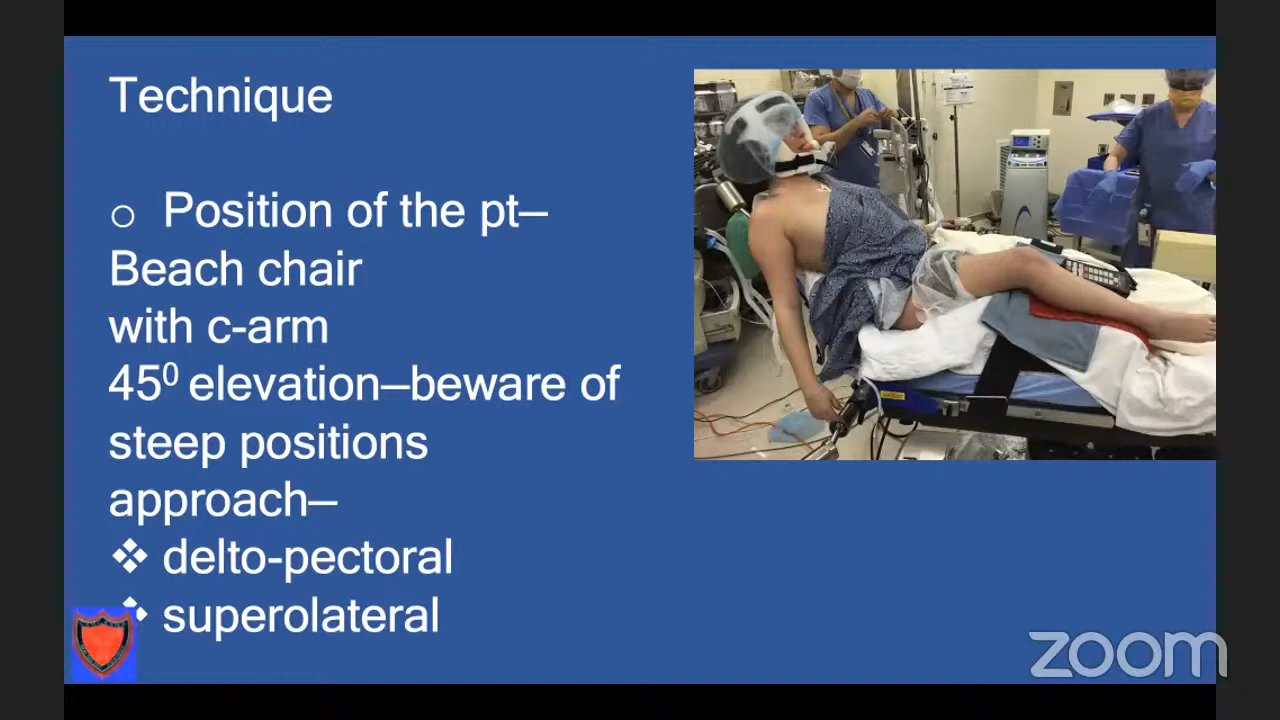 Technique
o Position of the pt–
Beach chair
with c-arm
45⁰ elevation–beware of
steep positions
approach–
❖ delto-pectoral
❖ superolateral
zoom